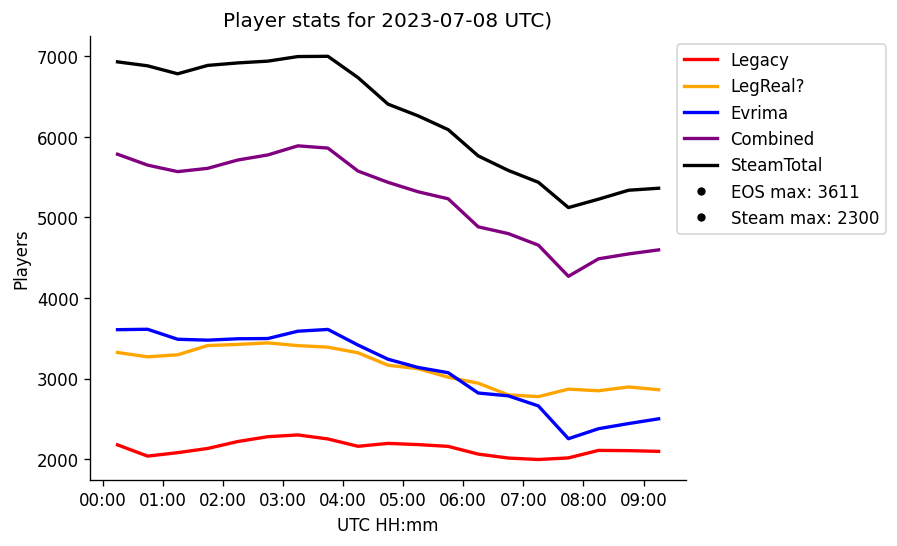 Player stats for 2023-07-08 UTC)
7000
6000
5000
4000
3000
2000
Players
00:00 01:00 02:00 03:00 04:00 05:00 06:00 07:00 08:00 09:00
UTC HH:mm
Legacy
LegReal?
Evrima
Combined
SteamTotal
EOS max: 3611
Steam max: 2300